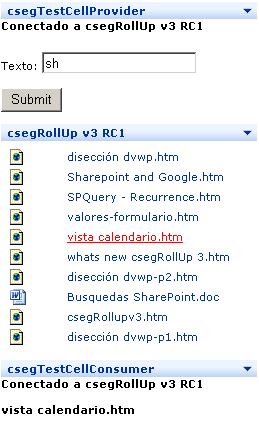 csegTestCellProvider
Conectado a csegRollUp v3 RC1
Texto: sh
Submit
csegRollUp v3 RC1
disección dvwp.htm
Sharepoint and Google.htm
SPQuery - Recurrence.htm
valores-formulario.htm
vista calendario.htm
whats new csegRollUp 3.htm
disección dvwp-p2.htm
Busquedas SharePoint.doc
csegRollupv3.htm
disección dvwp-p1.htm
csegTestCellConsumer
Conectado a csegRollUp v3 RC1
vista calendario.htm